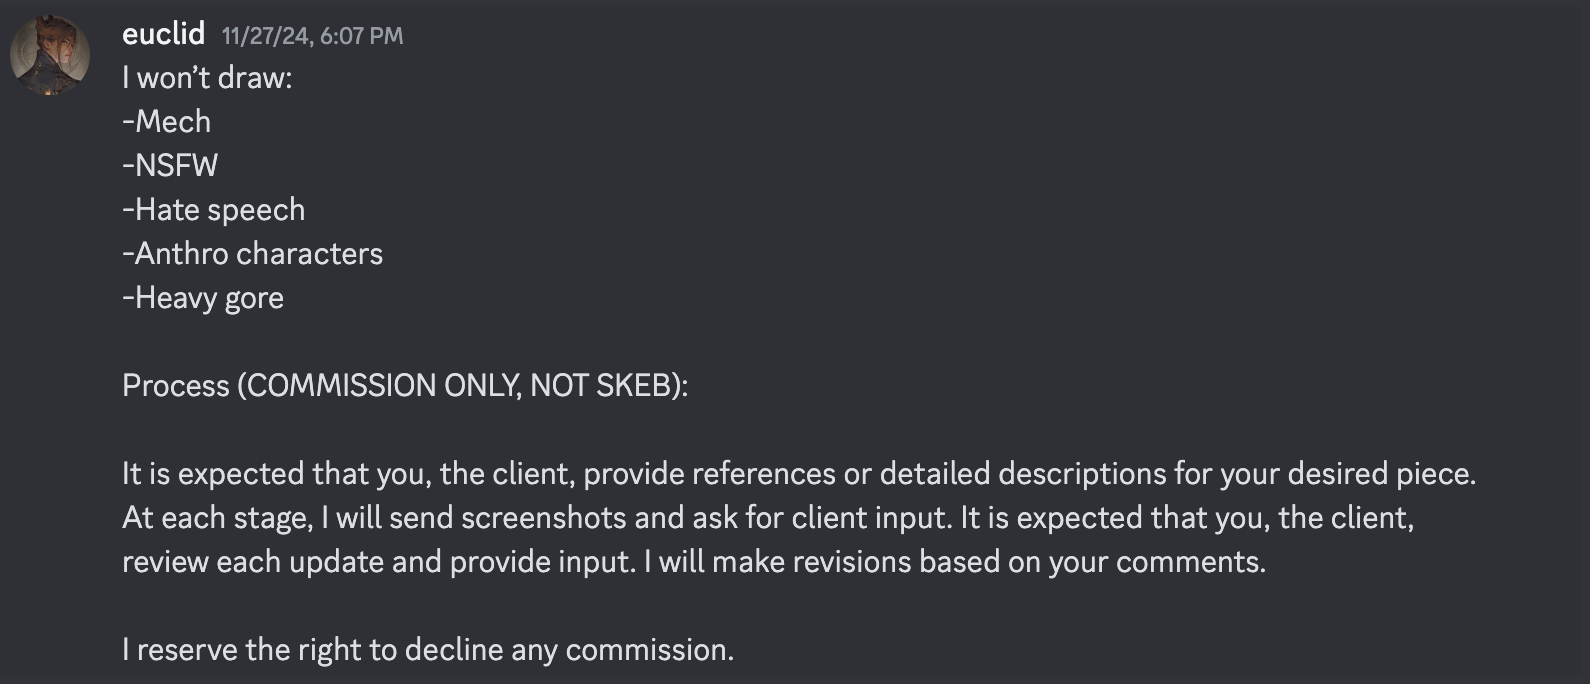 euclid 11/27/24, 6:07 PM
I won’t draw:
-Mech
-NSFW
-Hate speech
-Anthro characters
-Heavy gore
Process (COMMISSION ONLY, NOT SKEB):
It is expected that you, the client, provide references or detailed descriptions for your desired piece.
At each stage, I will send screenshots and ask for client input. It is expected that you, the client,
review each update and provide input. I will make revisions based on your comments.
I reserve the right to decline any commission.